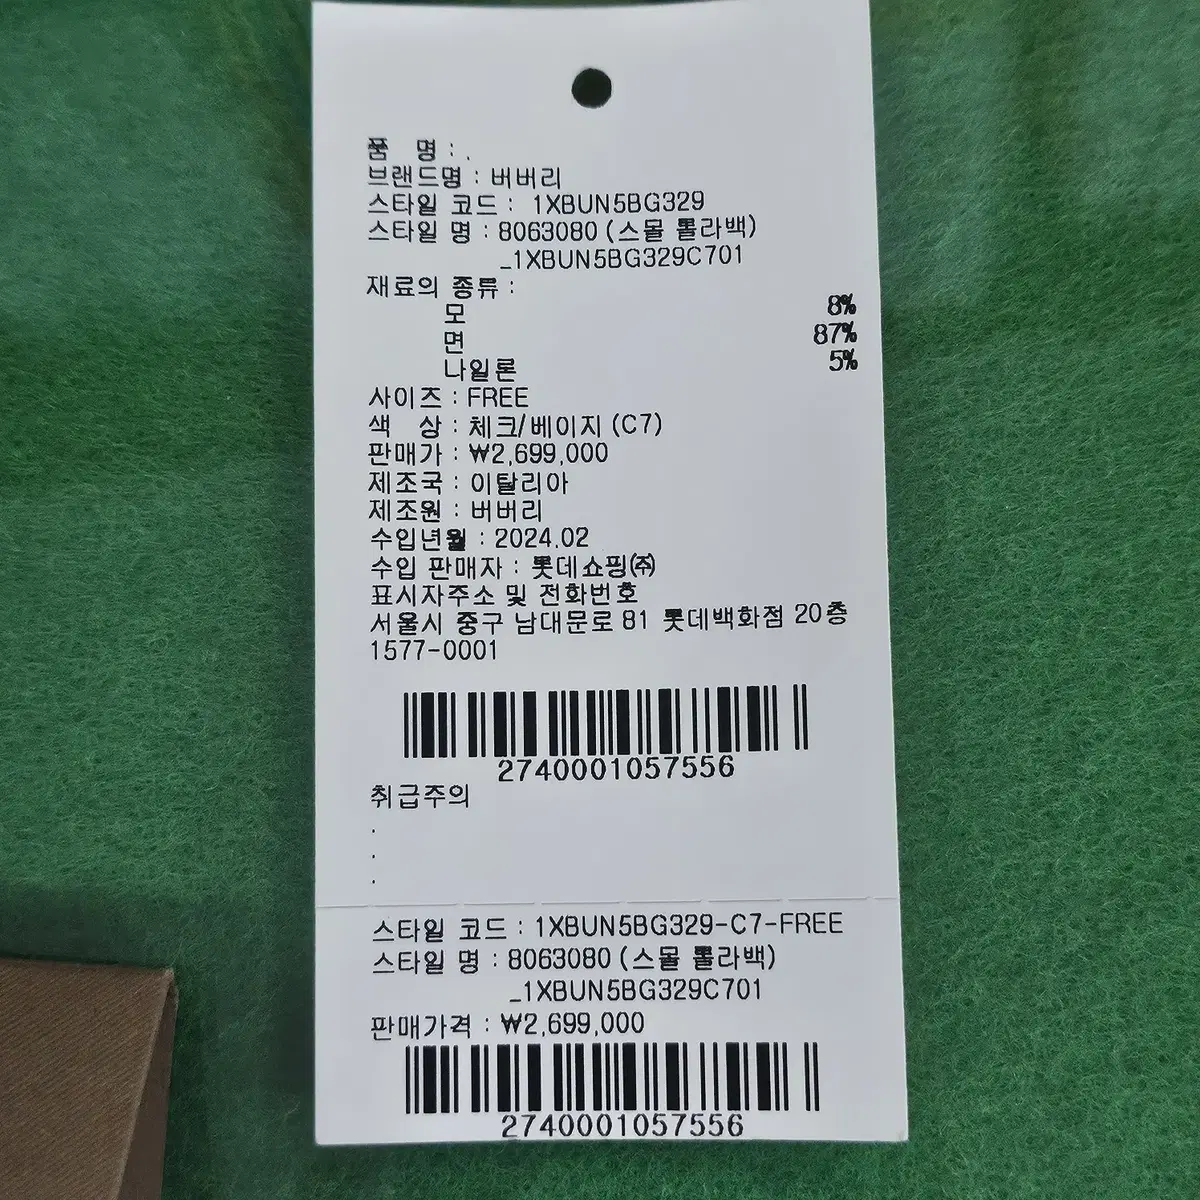 품 명 : .
브랜드명 : 버버리
스타일 코드 : 1XBUN5BG329
스타일 명 : 8063080 (스몰 롤라백)
_1XBUN5BG329C701
재료의 종류 :
모 8%
면 87%
나일론 5%
사이즈 : FREE
색 상 : 체크/베이지 (C7)
판매가 : ₩2,699,000
제조국 : 이탈리아
제조원 : 버버리
수입년월 : 2024.02
수입 판매자 : 롯데쇼핑㈜
표시자주소 및 전화번호
서울시 중구 남대문로 81 롯데백화점 20층
1577-0001
2740001057556
취급주의
.
.
.
스타일 코드 : 1XBUN5BG329-C7-FREE
스타일 명 : 8063080 (스몰 롤라백)
_1XBUN5BG329C701
판매가격 : ₩2,699,000
2740001057556